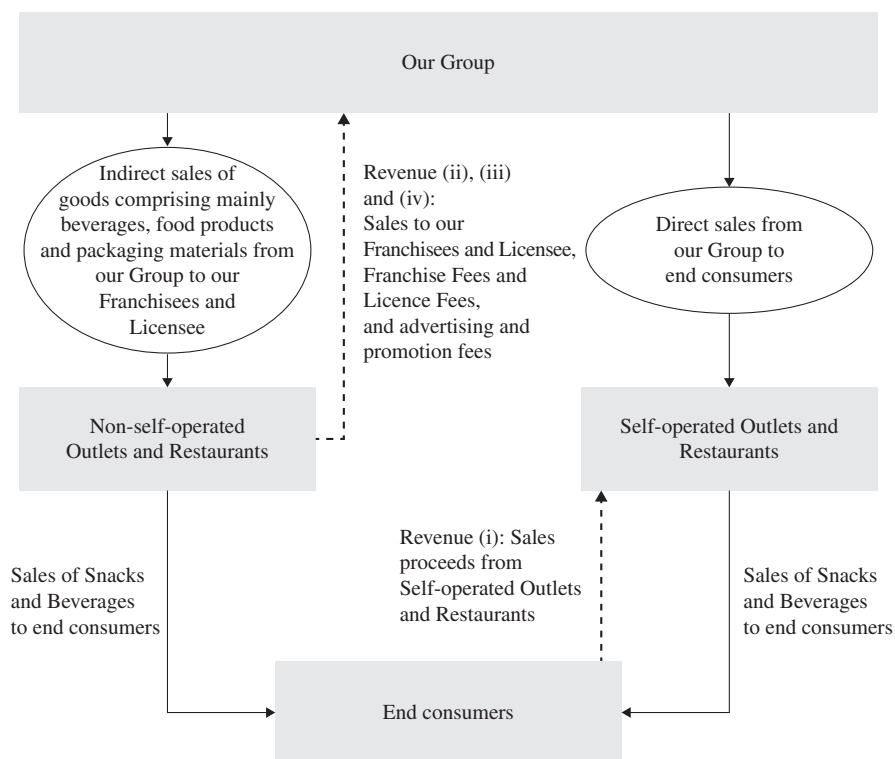 Our Group
Indirect sales of
goods comprising mainly
beverages, food products
and packaging materials from
our Group to our
Franchisees and
Licensee
Revenue (ii), (iii)
and (iv):
Sales to our
Franchisees and Licensee,
Franchise Fees and
Licence Fees,
and advertising and
promotion fees
Direct sales from
our Group to
end consumers
Non-self-operated
Outlets and Restaurants
Self-operated Outlets and
Restaurants
Sales of Snacks
and Beverages
to end consumers
Revenue (i): Sales
proceeds from
Self-operated Outlets
and Restaurants
Sales of Snacks
and Beverages
to end consumers
End consumers